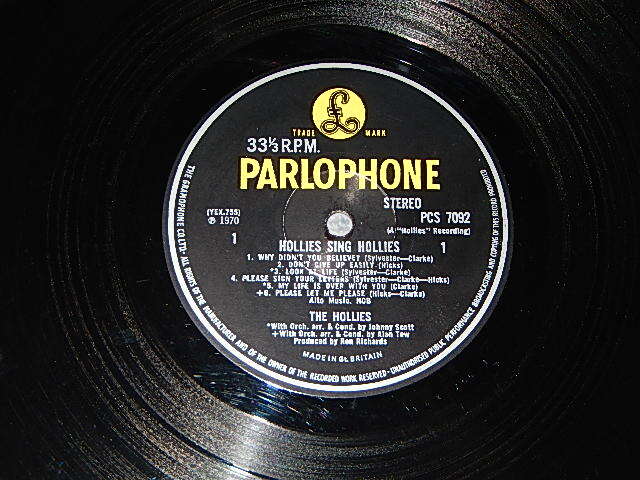 TRADE MARK
33⅓ R.P.M.
PARLOPHONE
STEREO
(YEX.755) PCS 7092
℗ 1970 (A "Hollies" Recording)
1 HOLLIES SING HOLLIES 1
1. WHY DIDN'T YOU BELIEVE? (Sylvester—Clarke)
2. DON'T GIVE UP EASILY (Hicks)
*3. LOOK AT LIFE (Sylvester—Clarke)
4. PLEASE SIGN YOUR LETTERS (Sylvester—Clarke—Hicks)
*5. MY LIFE IS OVER WITH YOU (Clarke)
+6. PLEASE LET ME PLEASE (Hicks—Clarke)
Alto Music. NCB
THE HOLLIES
*With Orch. arr. & Cond. by Johnny Scott
+With Orch. arr. & Cond. by Alan Tew
Produced by Ron Richards
MADE IN GT. BRITAIN
THE GRAMOPHONE CO. LTD. ALL RIGHTS OF THE MANUFACTURER AND OF THE OWNER OF THE RECORDED WORK RESERVED—UNAUTHORISED PUBLIC PERFORMANCE BROADCASTING AND COPYING OF THIS RECORD PROHIBITED